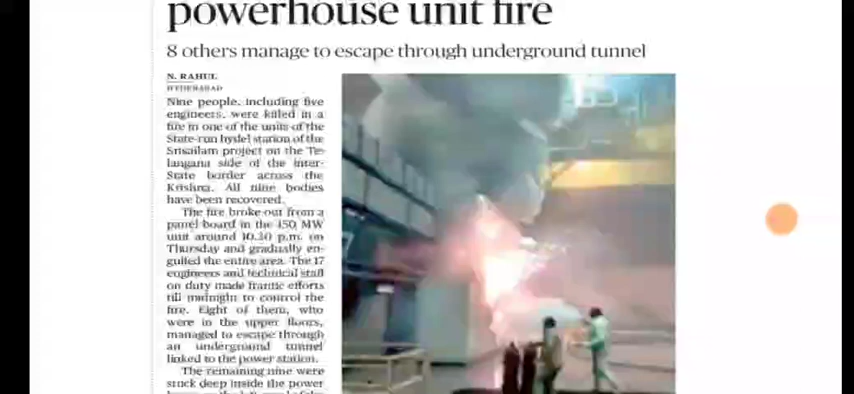 powerhouse unit fire
8 others manage to escape through underground tunnel
N. RAHUL
HYDERABAD
Nine people, including five
engineers, were killed in a
fire in one of the units of the
State-run hydel station of the
Srisailam project on the Te-
langana side of the inter-
State border across the
Krishna. All nine bodies
have been recovered.
The fire broke out from a
panel board in the 150 MW
unit around 10.30 p.m. on
Thursday and gradually en-
gulfed the entire area. The 17
engineers and technical staff
on duty made frantic efforts
till midnight to control the
fire. Eight of them, who
were in the upper floors,
managed to escape through
an underground tunnel
linked to the power station.
The remaining nine were
stuck deep inside the power